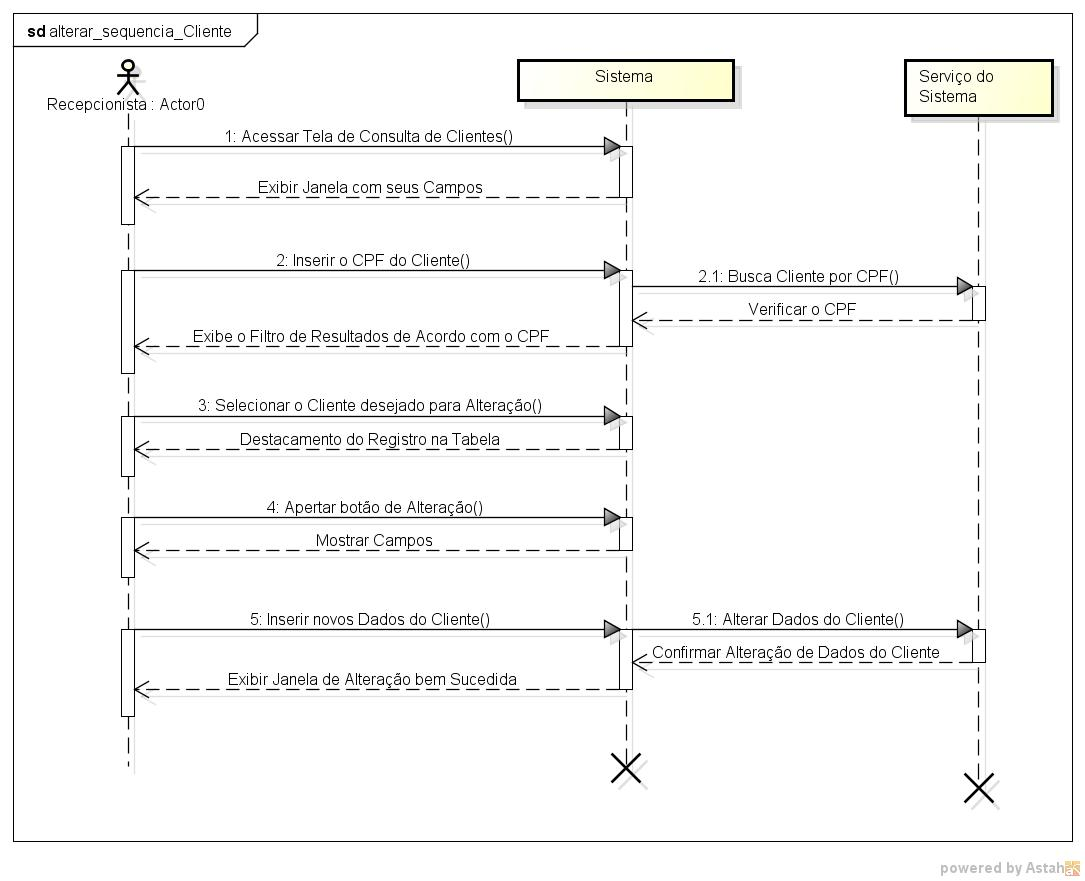 sd alterar_sequencia_Cliente
Recepcionista : Actor0
Sistema
Serviço do
Sistema
1: Acessar Tela de Consulta de Clientes()
Exibir Janela com seus Campos
2: Inserir o CPF do Cliente()
2.1: Busca Cliente por CPF()
Verificar o CPF
Exibe o Filtro de Resultados de Acordo com o CPF
3: Selecionar o Cliente desejado para Alteração()
Destacamento do Registro na Tabela
4: Apertar botão de Alteração()
Mostrar Campos
5: Inserir novos Dados do Cliente()
5.1: Alterar Dados do Cliente()
Confirmar Alteração de Dados do Cliente
Exibir Janela de Alteração bem Sucedida
powered by Astah